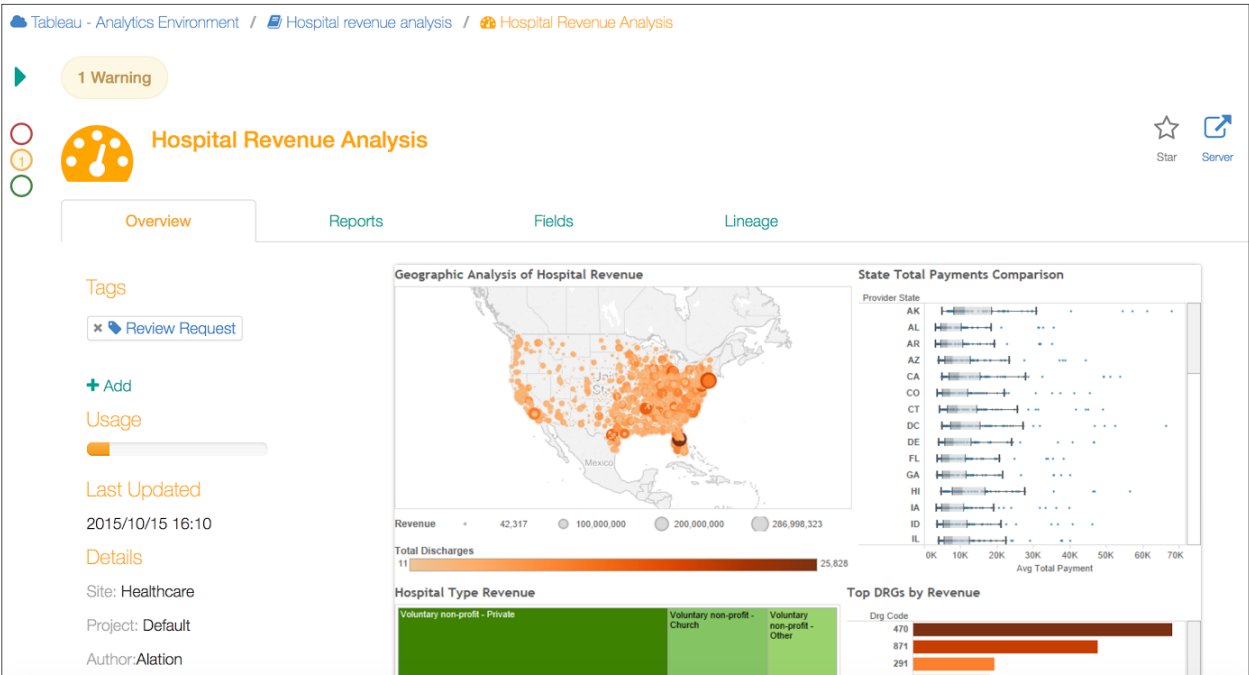 Tableau - Analytics Environment / Hospital revenue analysis / Hospital Revenue Analysis
1 Warning
Hospital Revenue Analysis
1
Star
Server
Overview
Reports
Fields
Lineage
Tags
× Review Request
+ Add
Usage
Last Updated
2015/10/15 16:10
Details
Site: Healthcare
Project: Default
Author:Alation
Geographic Analysis of Hospital Revenue
Mexico
Revenue 42,317 100,000,000 200,000,000 286,998,323
Total Discharges
11 25,828
State Total Payments Comparison
Provider State
AK
AL
AR
AZ
CA
CO
CT
DC
DE
FL
GA
HI
IA
ID
IL
0K 10K 20K 30K 40K 50K 60K 70K
Avg Total Payment
Hospital Type Revenue
Voluntary non-profit - Private
Voluntary non-profit -
Church
Voluntary
non-profit -
Other
Top DRGs by Revenue
Drg Code
470
871
291